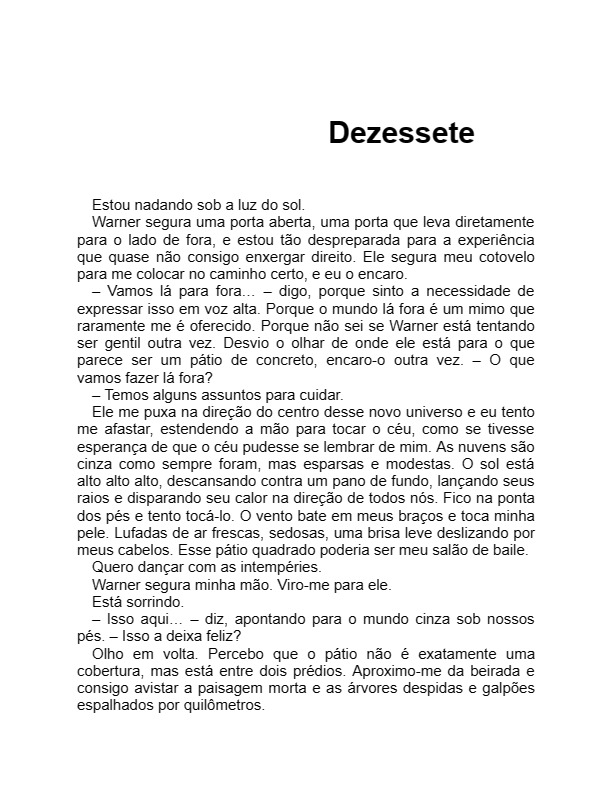 Dezessete
Estou nadando sob a luz do sol.
Warner segura uma porta aberta, uma porta que leva diretamente
para o lado de fora, e estou tão despreparada para a experiência
que quase não consigo enxergar direito. Ele segura meu cotovelo
para me colocar no caminho certo, e eu o encaro.
– Vamos lá para fora... – digo, porque sinto a necessidade de
expressar isso em voz alta. Porque o mundo lá fora é um mimo que
raramente me é oferecido. Porque não sei se Warner está tentando
ser gentil outra vez. Desvio o olhar de onde ele está para o que
parece ser um pátio de concreto, encaro-o outra vez. – O que
vamos fazer lá fora?
– Temos alguns assuntos para cuidar.
Ele me puxa na direção do centro desse novo universo e eu tento
me afastar, estendendo a mão para tocar o céu, como se tivesse
esperança de que o céu pudesse se lembrar de mim. As nuvens são
cinza como sempre foram, mas esparsas e modestas. O sol está
alto alto alto, descansando contra um pano de fundo, lançando seus
raios e disparando seu calor na direção de todos nós. Fico na ponta
dos pés e tento tocá-lo. O vento bate em meus braços e toca minha
pele. Lufadas de ar frescas, sedosas, uma brisa leve deslizando por
meus cabelos. Esse pátio quadrado poderia ser meu salão de baile.
Quero dançar com as intempéries.
Warner segura minha mão. Viro-me para ele.
Está sorrindo.
– Isso aqui... – diz, apontando para o mundo cinza sob nossos
pés. – Isso a deixa feliz?
Olho em volta. Percebo que o pátio não é exatamente uma
cobertura, mas está entre dois prédios. Aproximo-me da beirada e
consigo avistar a paisagem morta e as árvores despidas e galpões
espalhados por quilômetros.